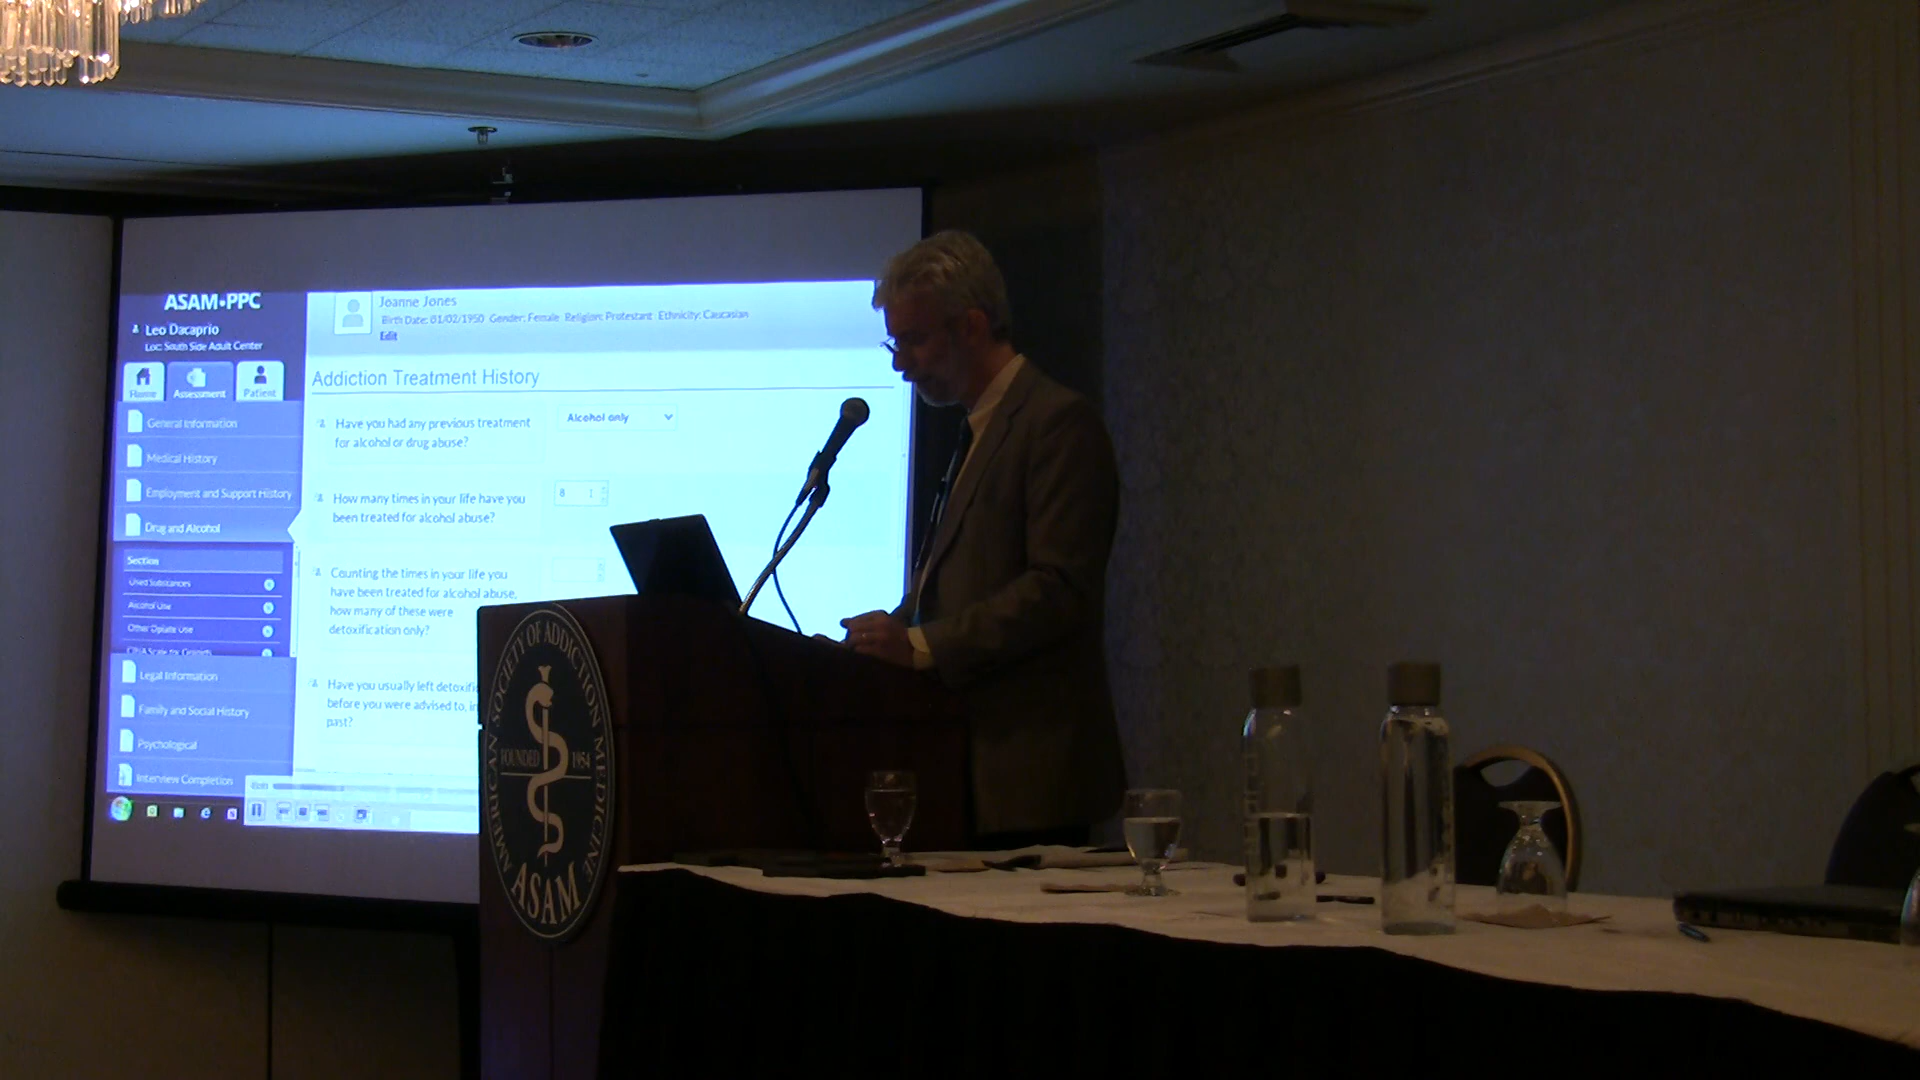 ASAM•PPC
Leo Dacaprio
Loc: South Side Adult Center
Home
Assessment
Patient
General Information
Medical History
Employment and Support History
Drug and Alcohol
Section
Used Substances
Alcohol Use
Other Opiate Use
Legal Information
Family and Social History
Psychological
Interview Completion
Joanne Jones
Birth Date: 01/02/1950 Gender: Female Religion: Protestant Ethnicity: Caucasian
Edit
Addiction Treatment History
Have you had any previous treatment
for alcohol or drug abuse?
Alcohol only
How many times in your life have you
been treated for alcohol abuse?
8
Counting the times in your life you
have been treated for alcohol abuse,
how many of these were
detoxification only?
Have you usually left detoxifi
before you were advised to, in
past?
AMERICAN SOCIETY OF ADDICTION MEDICINE
FOUNDED 1954
ASAM